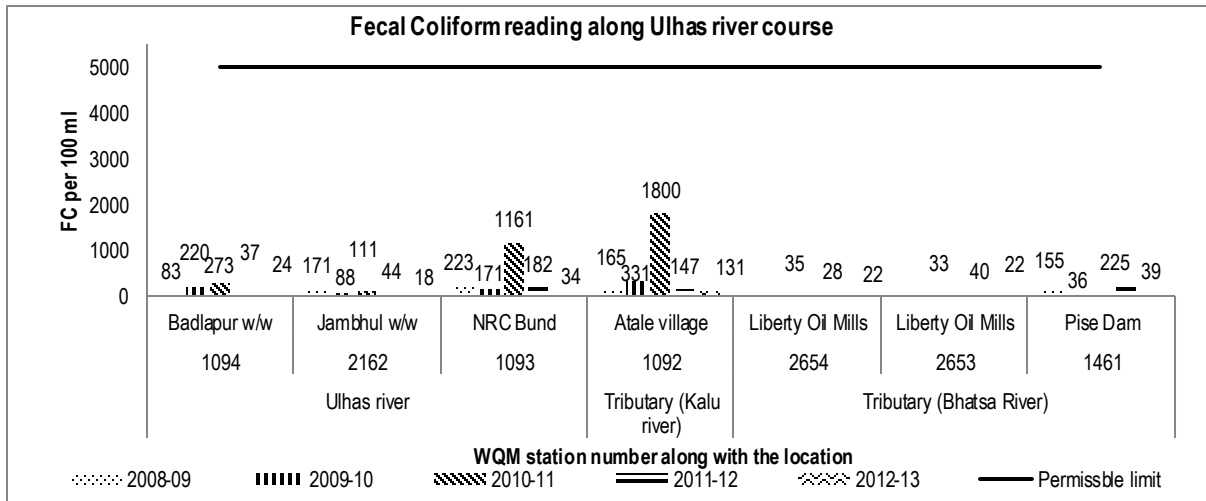 Fecal Coliform reading along Ulhas river course
FC per 100 ml
5000
4000
3000
2000
1000
0
83 220 273 37 24 171 88 111 44 18 223 171 1161 182 34 165 331 1800 147 131 35 28 22 33 40 22 155 36 225 39
Badlapur w/w Jambhul w/w NRC Bund Atale village Liberty Oil Mills Liberty Oil Mills Pise Dam
1094 2162 1093 1092 2654 2653 1461
Ulhas river Tributary (Kalu river) Tributary (Bhatsa River)
WQM station number along with the location
2008-09 2009-10 2010-11 2011-12 2012-13 Permissble limit